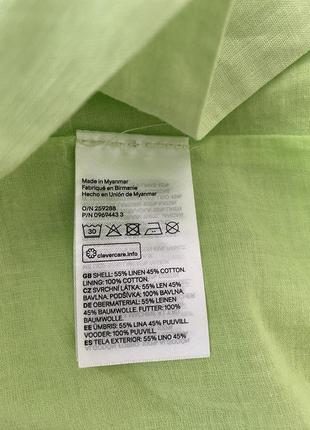 Made in Myanmar
Fabriqué en Birmanie
Hecho en Unión de Myanmar
O/N 259288
P/N D969443 3
30
clevercare.info
GB SHELL: 55% LINEN 45% COTTON.
LINING: 100% COTTON.
CZ SVRCHNÍ LÁTKA: 55% LEN 45%
BAVLNA. PODŠÍVKA: 100% BAVLNA.
DE OBERMATERIAL: 55% LEINEN
45% BAUMWOLLE. FUTTER: 100%
BAUMWOLLE.
EE ÜMBRIS: 55% LINA 45% PUUVILL.
VOODER: 100% PUUVILL.
ES TELA EXTERIOR: 55% LINO 45%